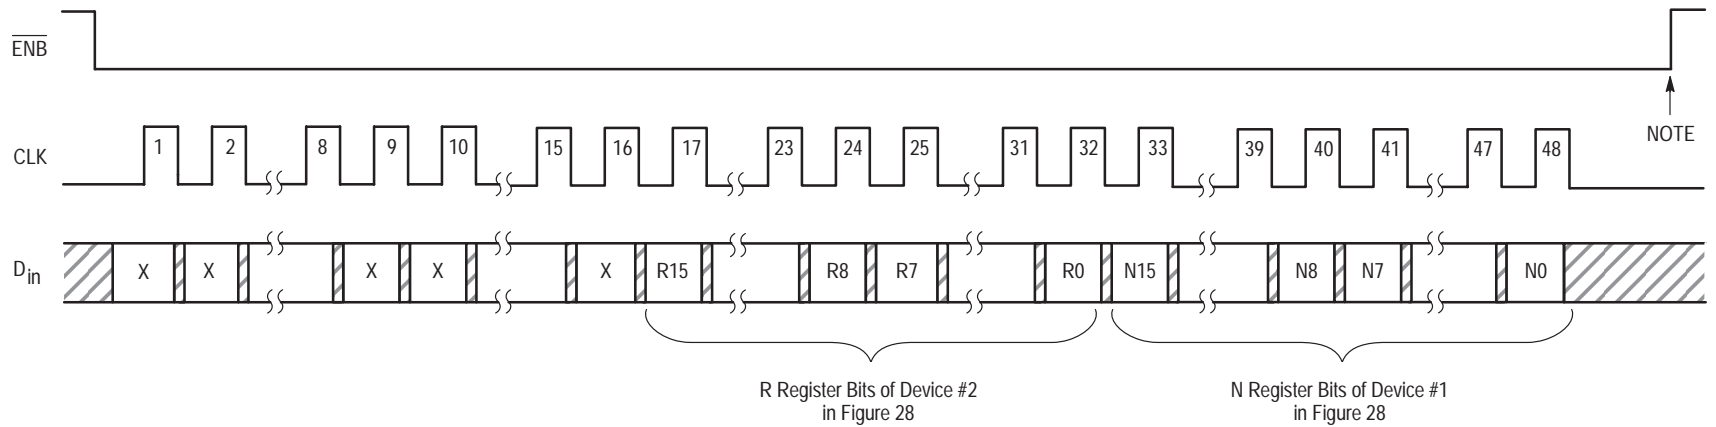 ENB
NOTE
CLK 1 2 8 9 10 15 16 17 23 24 25 31 32 33 39 40 41 47 48
Din X X X X X R15 R8 R7 R0 N15 N8 N7 N0
R Register Bits of Device #2
in Figure 28
N Register Bits of Device #1
in Figure 28